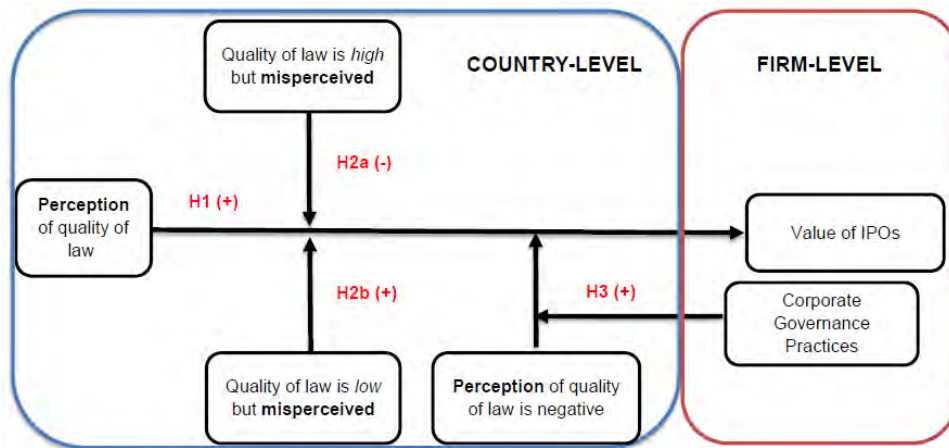 Quality of law is high
but misperceived
COUNTRY-LEVEL
FIRM-LEVEL
H2a (-)
H1 (+)
Perception
of quality of
law
Value of IPOs
H2b (+)
H3 (+)
Corporate
Governance
Practices
Quality of law is low
but misperceived
Perception of quality
of law is negative